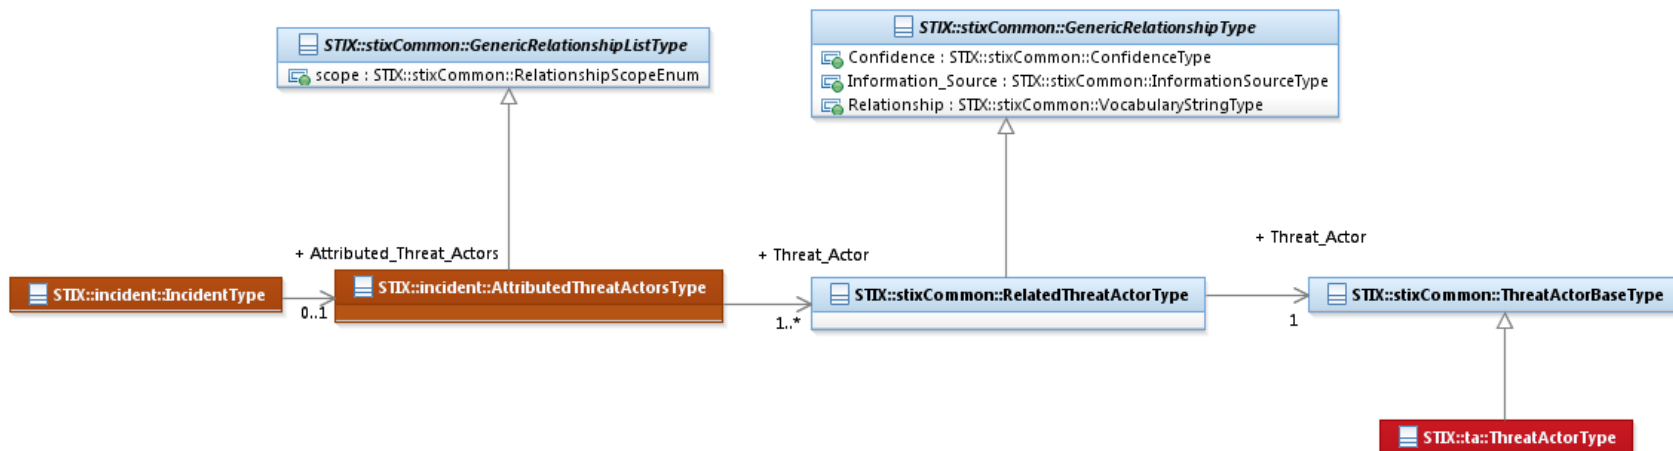 STIX::stixCommon::GenericRelationshipListType
scope : STIX::stixCommon::RelationshipScopeEnum
STIX::stixCommon::GenericRelationshipType
Confidence : STIX::stixCommon::ConfidenceType
Information_Source : STIX::stixCommon::InformationSourceType
Relationship : STIX::stixCommon::VocabularyStringType
+ Attributed_Threat_Actors
+ Threat_Actor
+ Threat_Actor
STIX::incident::IncidentType
0..1
STIX::incident::AttributedThreatActorsType
1..*
STIX::stixCommon::RelatedThreatActorType
1
STIX::stixCommon::ThreatActorBaseType
STIX::ta::ThreatActorType